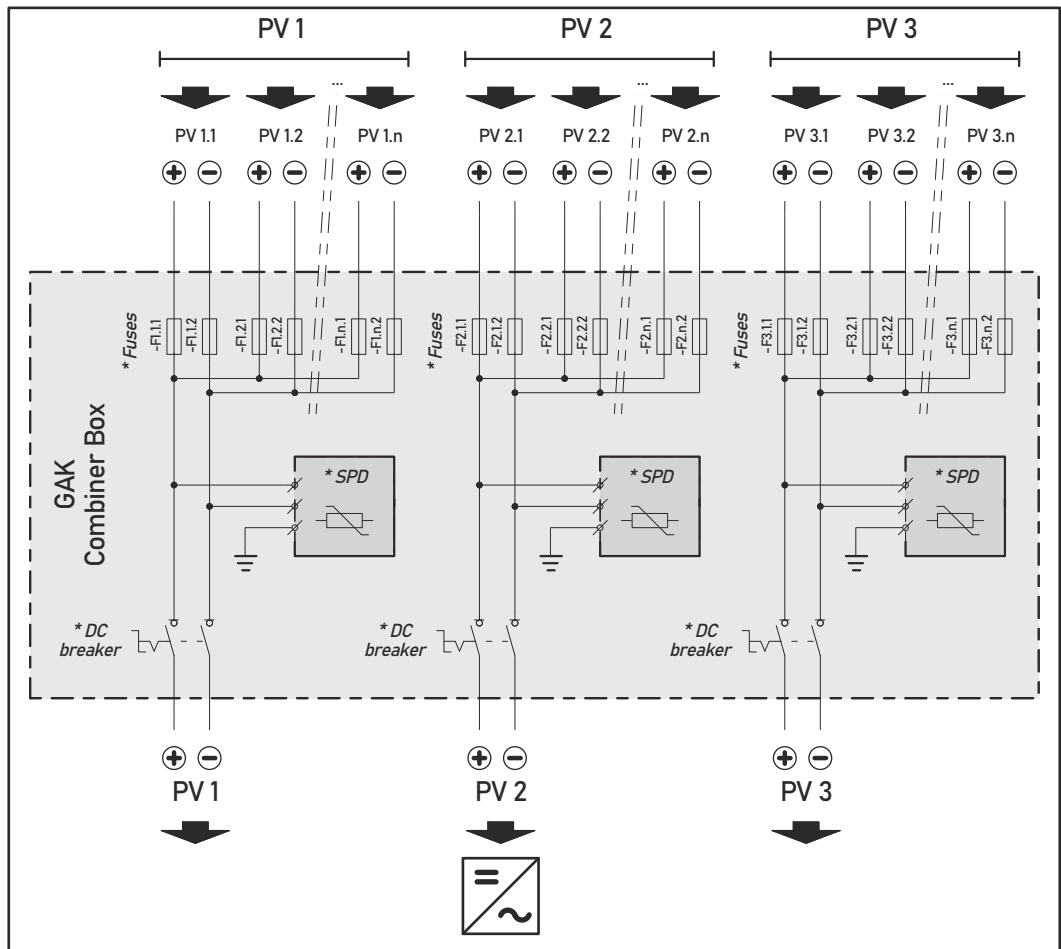 PV 1 PV 2 PV 3
... ... ...
PV 1.1 PV 1.2 PV 1.n PV 2.1 PV 2.2 PV 2.n PV 3.1 PV 3.2 PV 3.n
+ − + − + − + − + − + − + − + − + −
* Fuses -F1.1.1 -F1.1.2 -F1.2.1 -F1.2.2 -F1.n.1 -F1.n.2 * Fuses -F2.1.1 -F2.1.2 -F2.2.1 -F2.2.2 -F2.n.1 -F2.n.2 * Fuses -F3.1.1 -F3.1.2 -F3.2.1 -F3.2.2 -F3.n.1 -F3.n.2
GAK
Combiner Box
* SPD * SPD * SPD
* DC * DC * DC
breaker breaker breaker
+ − + − + −
PV 1 PV 2 PV 3